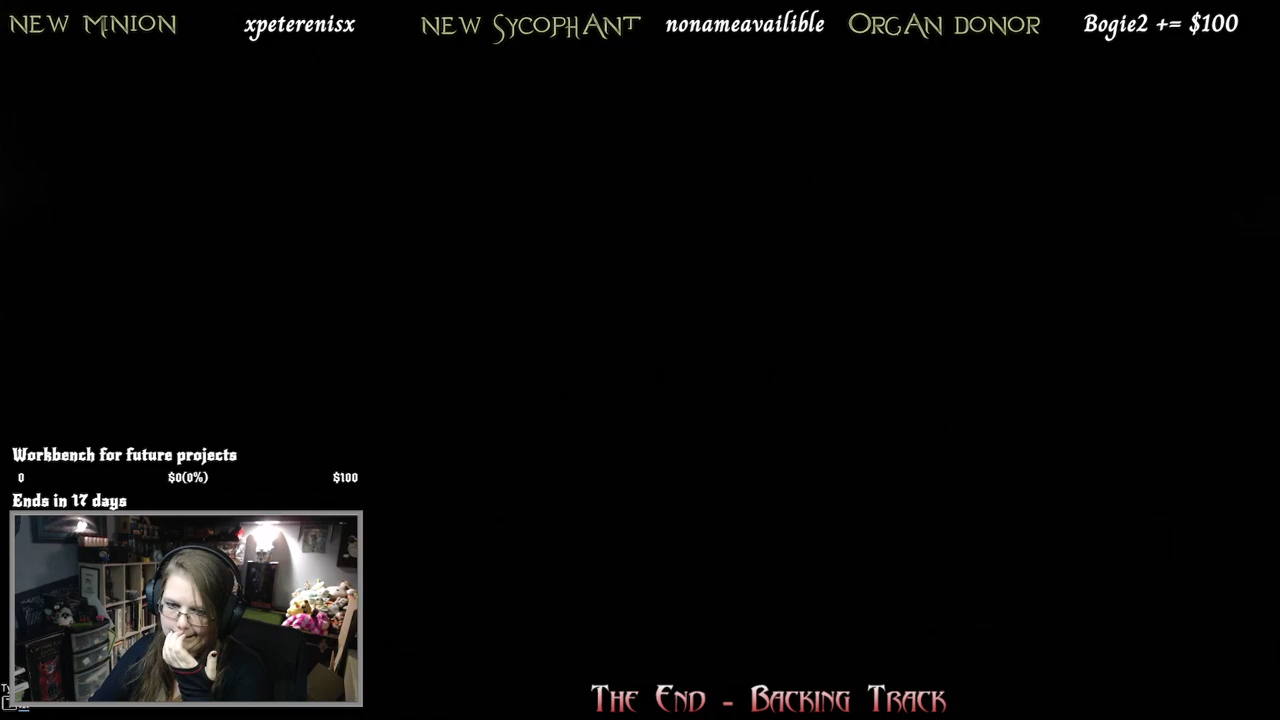 NEW MINION xpeterenisx NEW SYCOPHANT nonameavailible ORGAN DONOR Bogie2 += $100
Workbench for future projects
0 $0(0%) $100
Ends in 17 days
THE END - BACKING TRACK